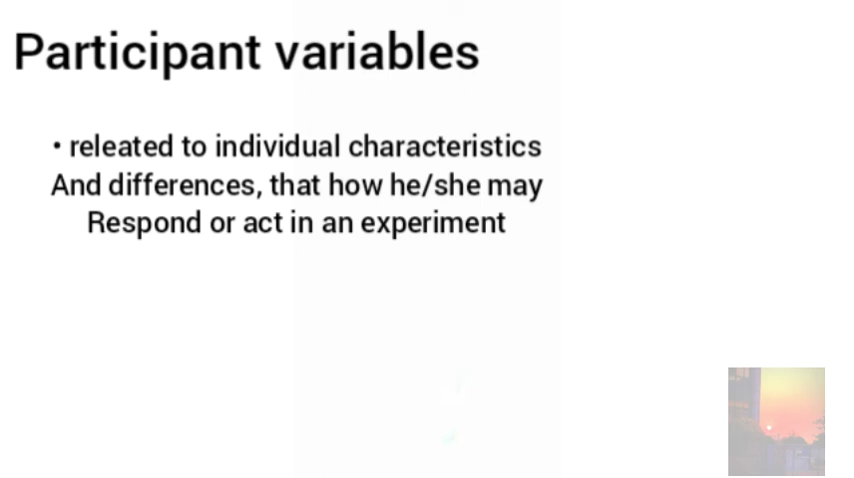 Participant variables
• releated to individual characteristics
And differences, that how he/she may
Respond or act in an experiment